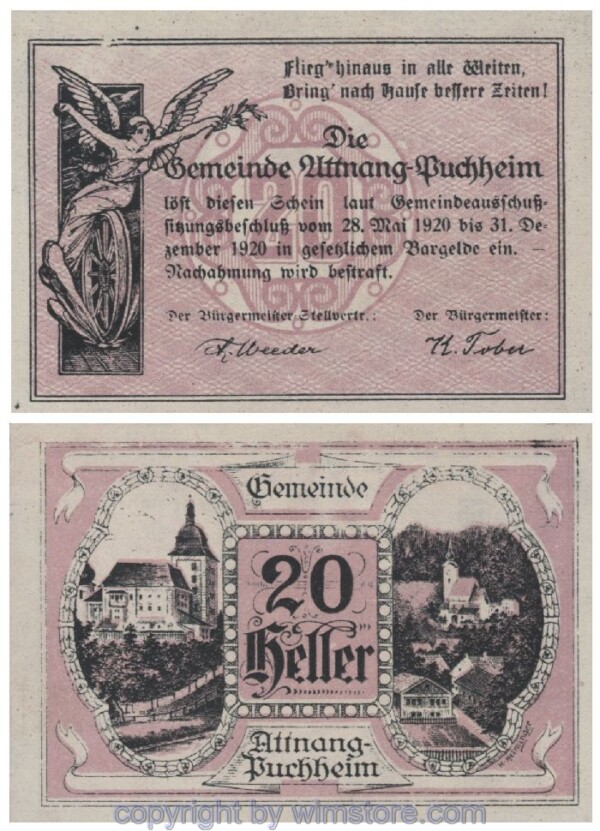 Flieg' hinaus in alle Weiten,
Bring' nach Hause bessere Zeiten!
Die
Gemeinde Attnang-Puchheim
löst diesen Schein laut Gemeindeausschuß-
sitzungsbeschluß vom 28. Mai 1920 bis 31. De-
zember 1920 in gesetzlichem Bargelde ein. —
Nachahmung wird bestraft.
120
Der Bürgermeister-Stellvertr.: Der Bürgermeister:
Gemeinde
20
Heller
Attnang-
Puchheim
copyright by wimstore.com